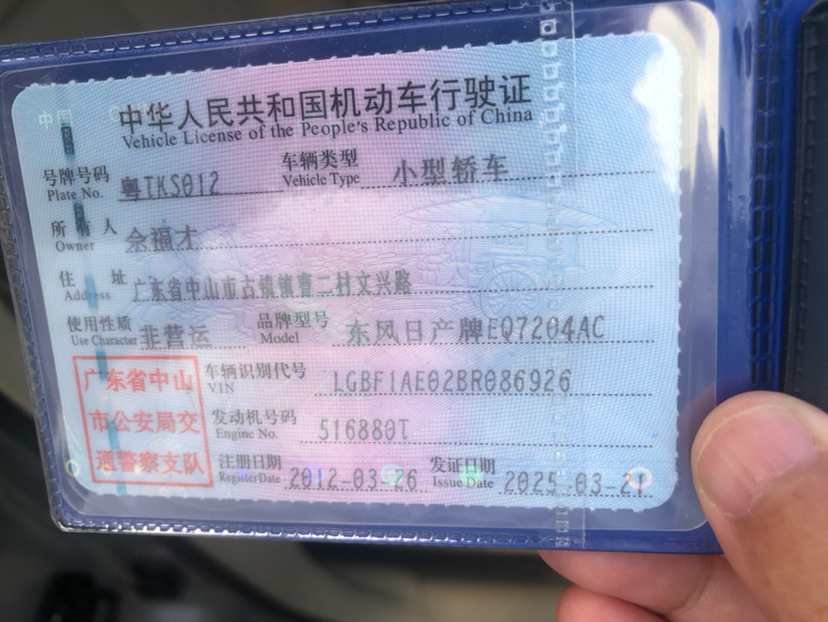 中国
中华人民共和国机动车行驶证
Vehicle License of the People's Republic of China
号牌号码 Plate No. 粤TKS012 车辆类型 Vehicle Type 小型轿车
所有人 Owner 佘福才
住址 Address 广东省中山市古镇镇曹二村文兴路
使用性质 Use Character 非营运 品牌型号 Model 东风日产牌EQ7204AC
广东省中山
市公安局交
通警察支队
车辆识别代号 VIN LGBF1AE02BR086926
发动机号码 Engine No. 516880T
注册日期 Register Date 2012-03-26 发证日期 Issue Date 2025-03-21